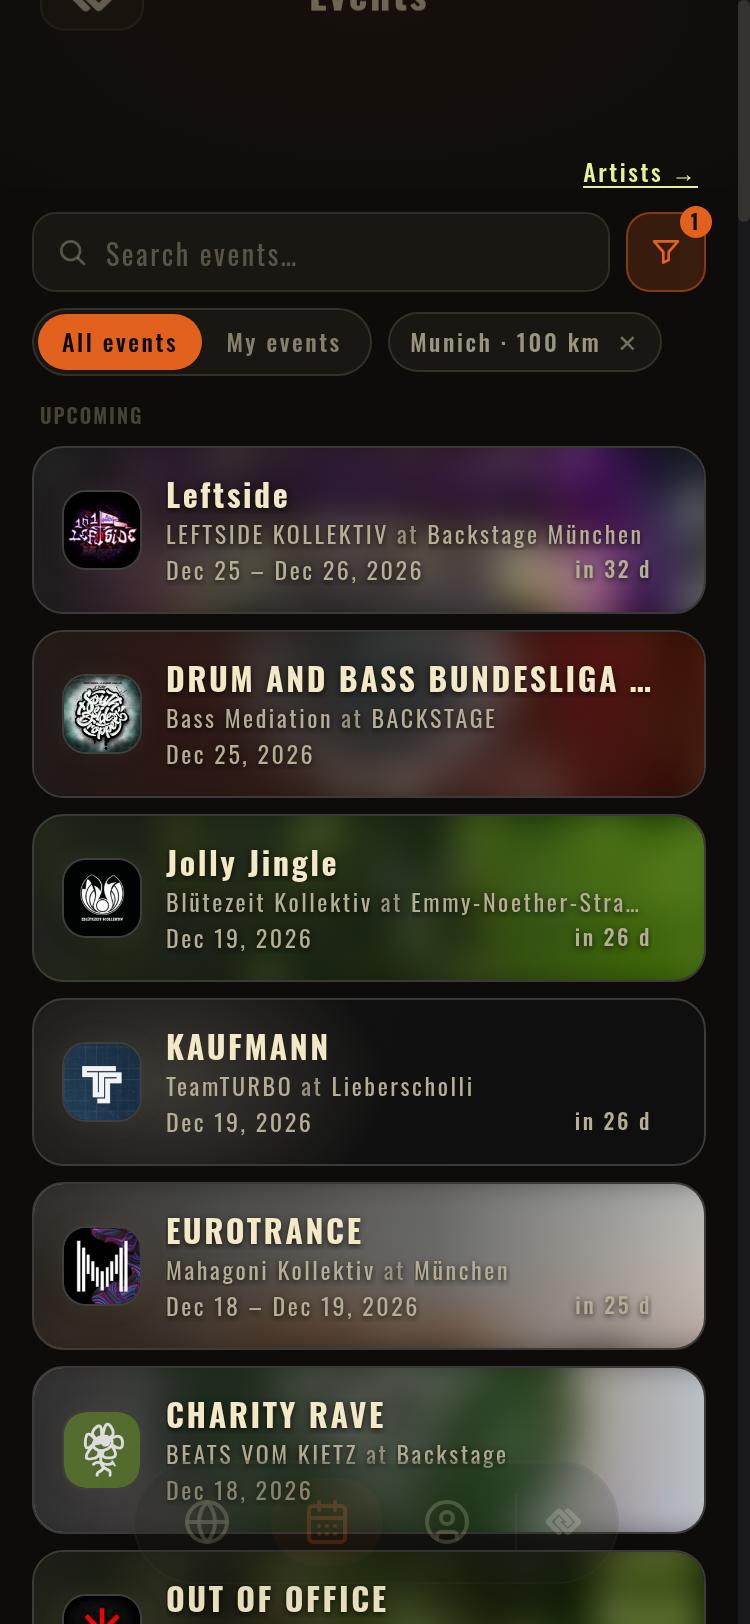 Events
Artists →
1
Search events…
All events
My events
Munich · 100 km ✕
UPCOMING
Leftside
LEFTSIDE KOLLEKTIV at Backstage München
Dec 25 – Dec 26, 2026
in 32 d
DRUM AND BASS BUNDESLIGA …
Bass Mediation at BACKSTAGE
Dec 25, 2026
Jolly Jingle
Blütezeit Kollektiv at Emmy-Noether-Stra…
Dec 19, 2026
in 26 d
KAUFMANN
TeamTURBO at Lieberscholli
Dec 19, 2026
in 26 d
EUROTRANCE
Mahagoni Kollektiv at München
Dec 18 – Dec 19, 2026
in 25 d
CHARITY RAVE
BEATS VOM KIETZ at Backstage
Dec 18, 2026
OUT OF OFFICE